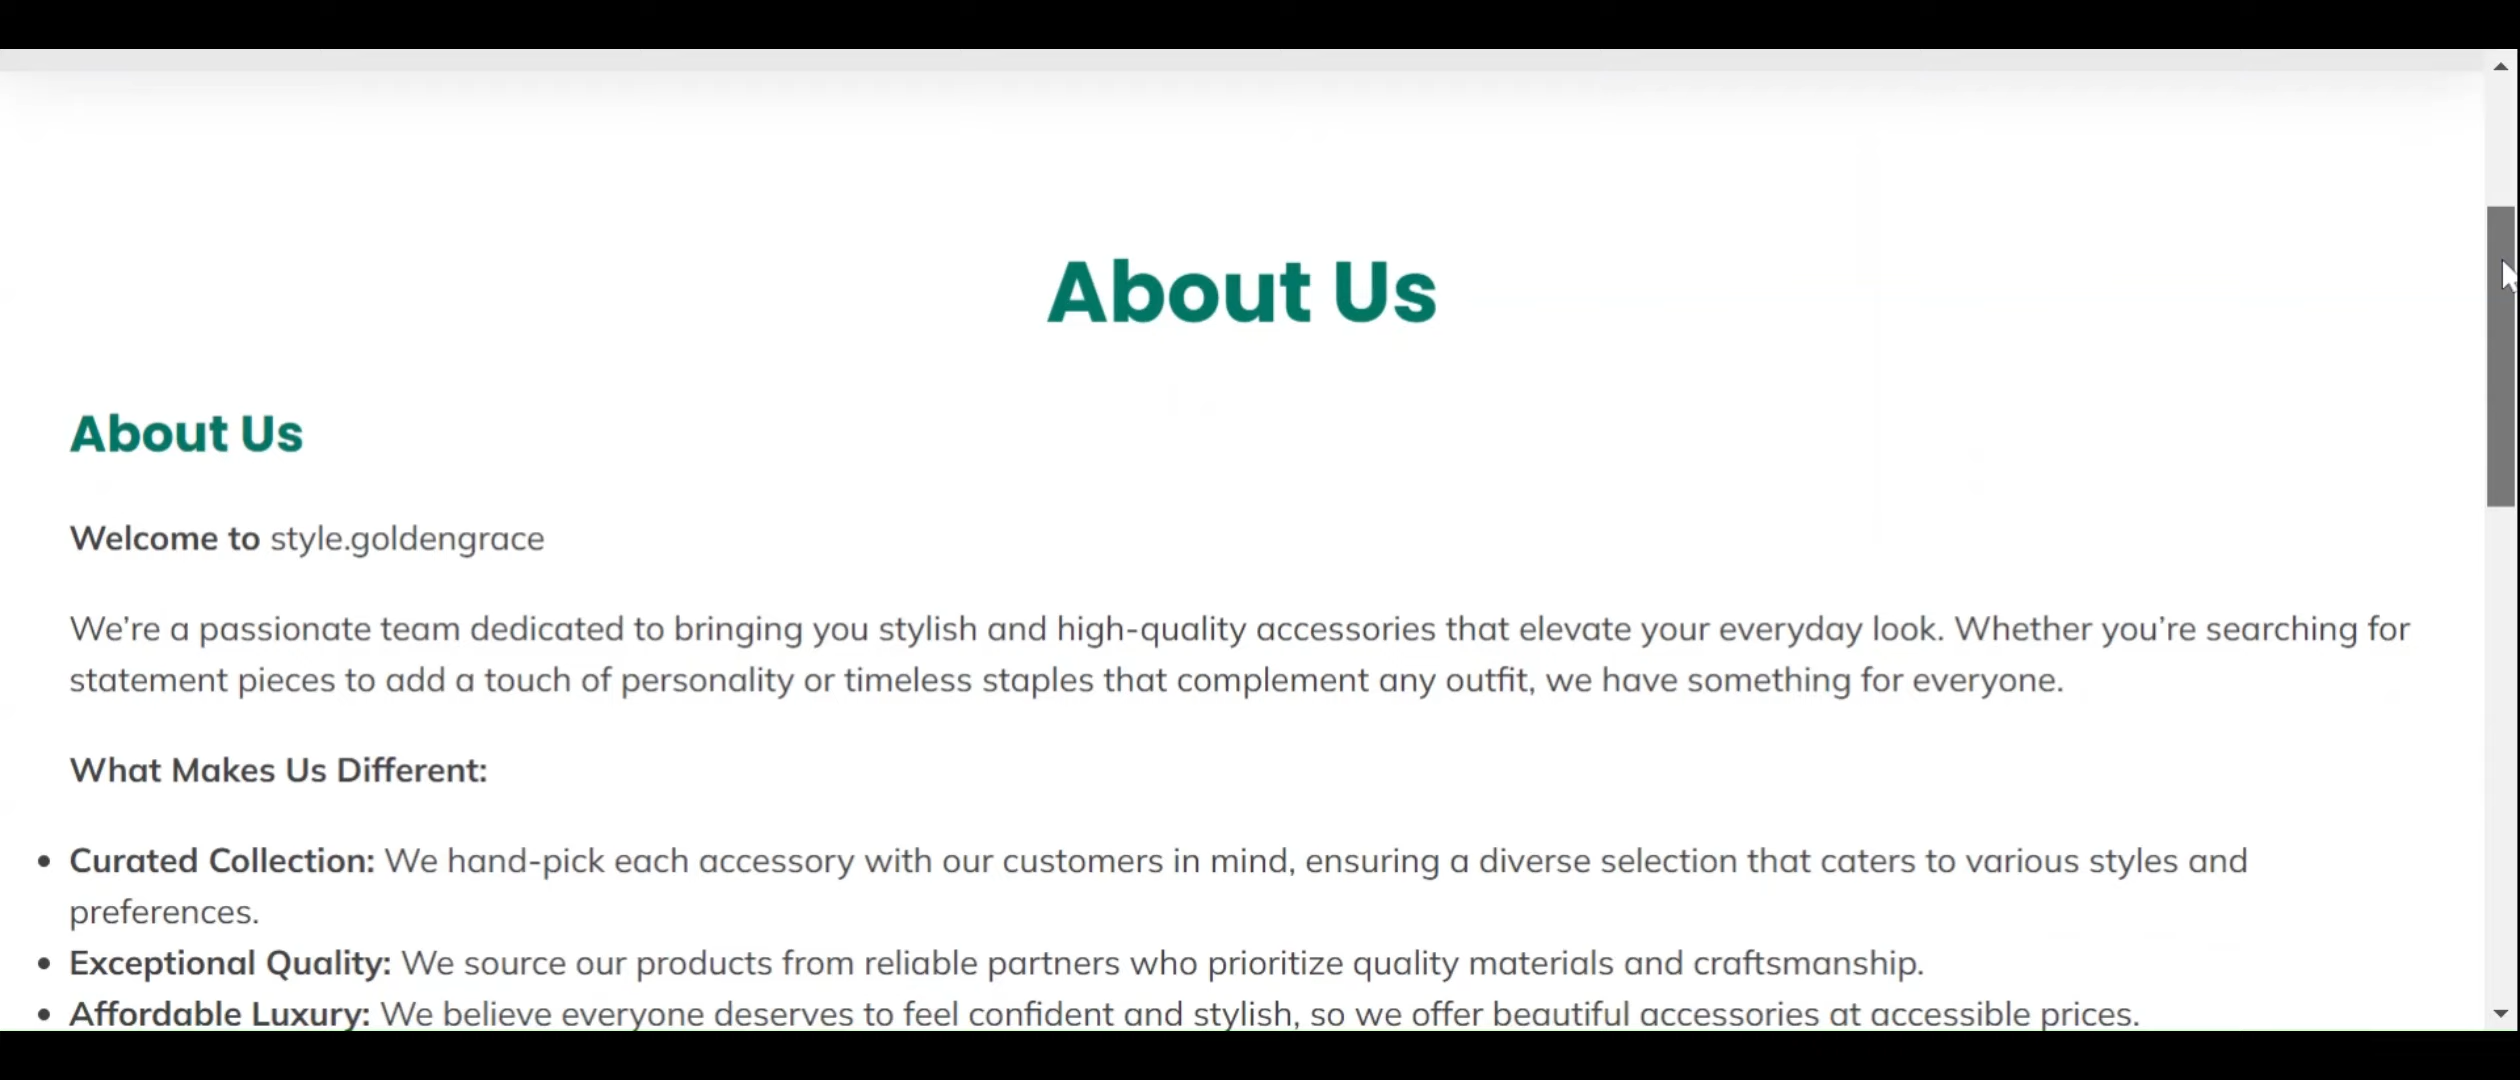 About Us
About Us
Welcome to style.goldengrace
We’re a passionate team dedicated to bringing you stylish and high-quality accessories that elevate your everyday look. Whether you’re searching for
statement pieces to add a touch of personality or timeless staples that complement any outfit, we have something for everyone.
What Makes Us Different:
• Curated Collection: We hand-pick each accessory with our customers in mind, ensuring a diverse selection that caters to various styles and
preferences.
• Exceptional Quality: We source our products from reliable partners who prioritize quality materials and craftsmanship.
• Affordable Luxury: We believe everyone deserves to feel confident and stylish, so we offer beautiful accessories at accessible prices.